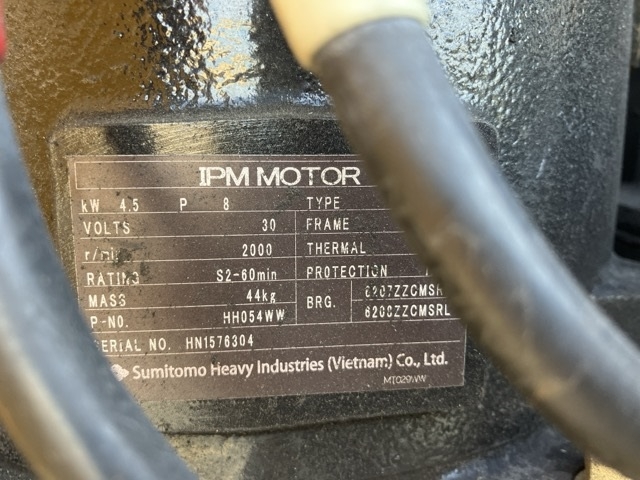 IPM MOTOR
kW 4.5 P 8 TYPE
VOLTS 30 FRAME
2000 THERMAL
RATING S2-60min PROTECTION
MASS 44kg BRG.
P-NO. HH054WW
SERIAL NO. HN1576304
Sumitomo Heavy Industries (Vietnam) Co., Ltd.